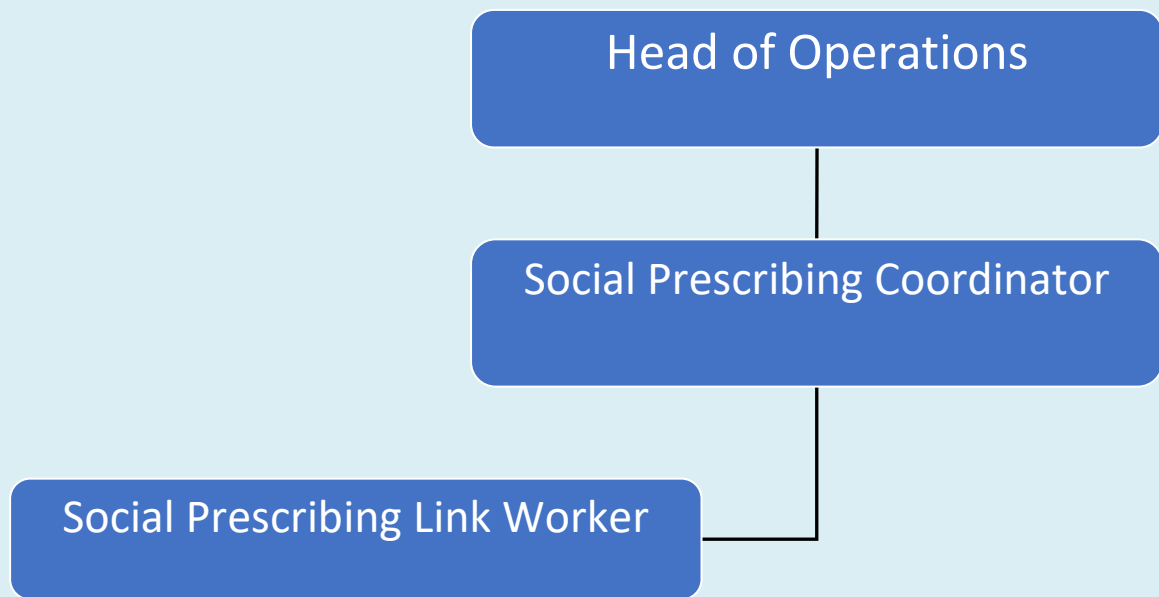 Head of Operations
Social Prescribing Coordinator
Social Prescribing Link Worker